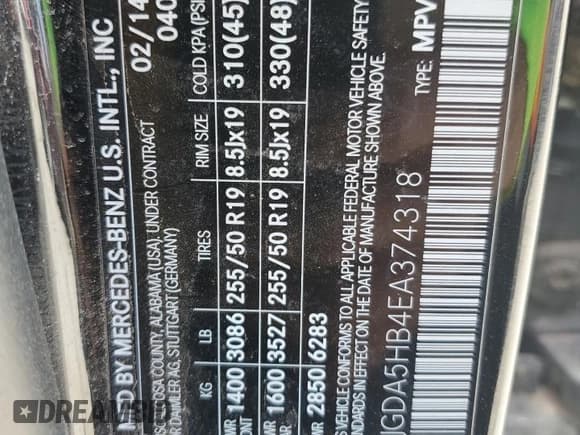 MFD BY MERCEDES-BENZ U.S. INTL., INC
COUNTY, ALABAMA (USA), UNDER CONTRACT
DAIMLER AG, STUTTGART (GERMANY)
02/14
040
KG LB TIRES RIM SIZE COLD KPA (PSI
1400 3086 255/50 R19 8.5Jx19 310(45)
1600 3527 255/50 R19 8.5Jx19 330(48)
2850 6283
VEHICLE CONFORMS TO ALL APPLICABLE FEDERAL MOTOR VEHICLE SAFETY
IN EFFECT ON THE DATE OF MANUFACTURE SHOWN ABOVE.
GDA5HB4EA374318
TYPE: MPV
DREAMBID